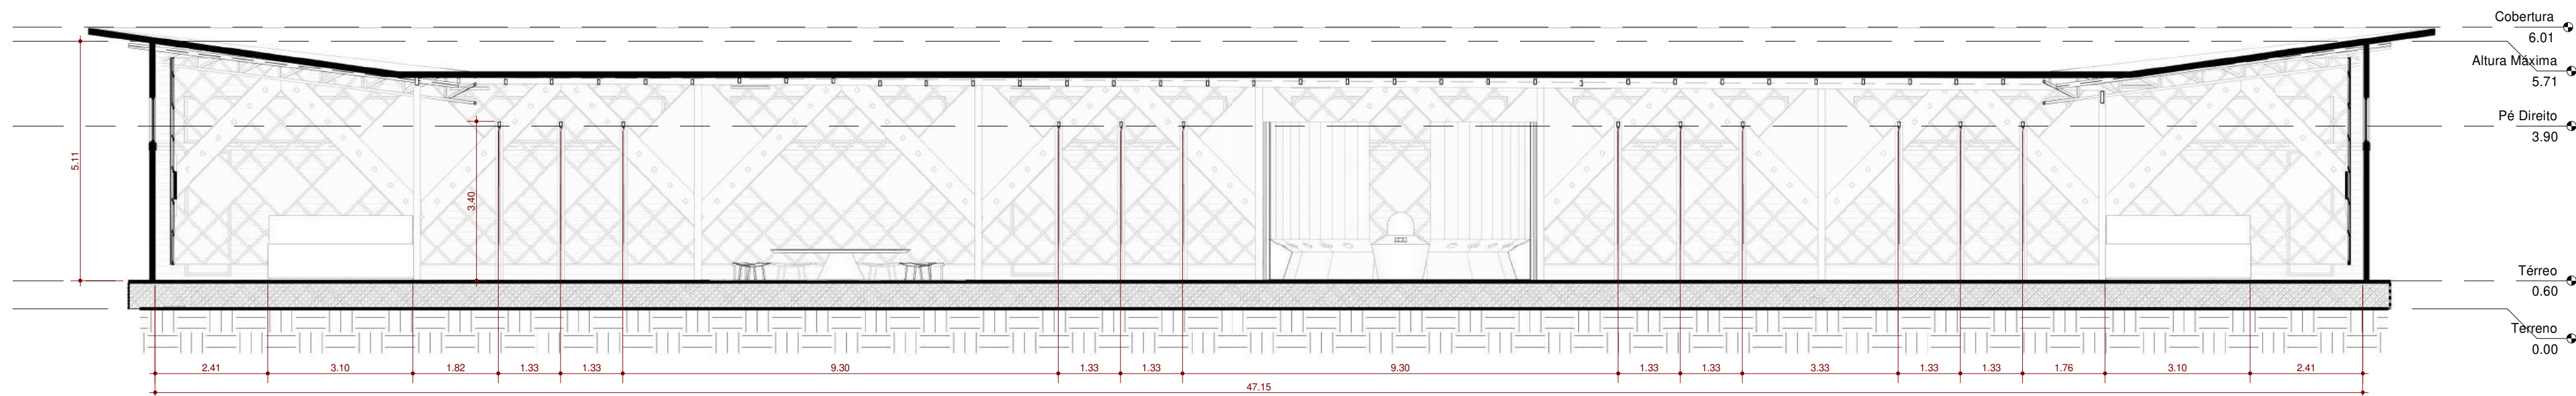 Cobertura
6.01
Altura Máxima
5.71
Pé Direito
3.90
5.11
3.40
Térreo
0.60
Terreno
0.00
2.41 3.10 1.82 1.33 1.33 9.30 1.33 1.33 9.30 1.33 1.33 3.33 1.33 1.33 1.76 3.10 2.41
47.15